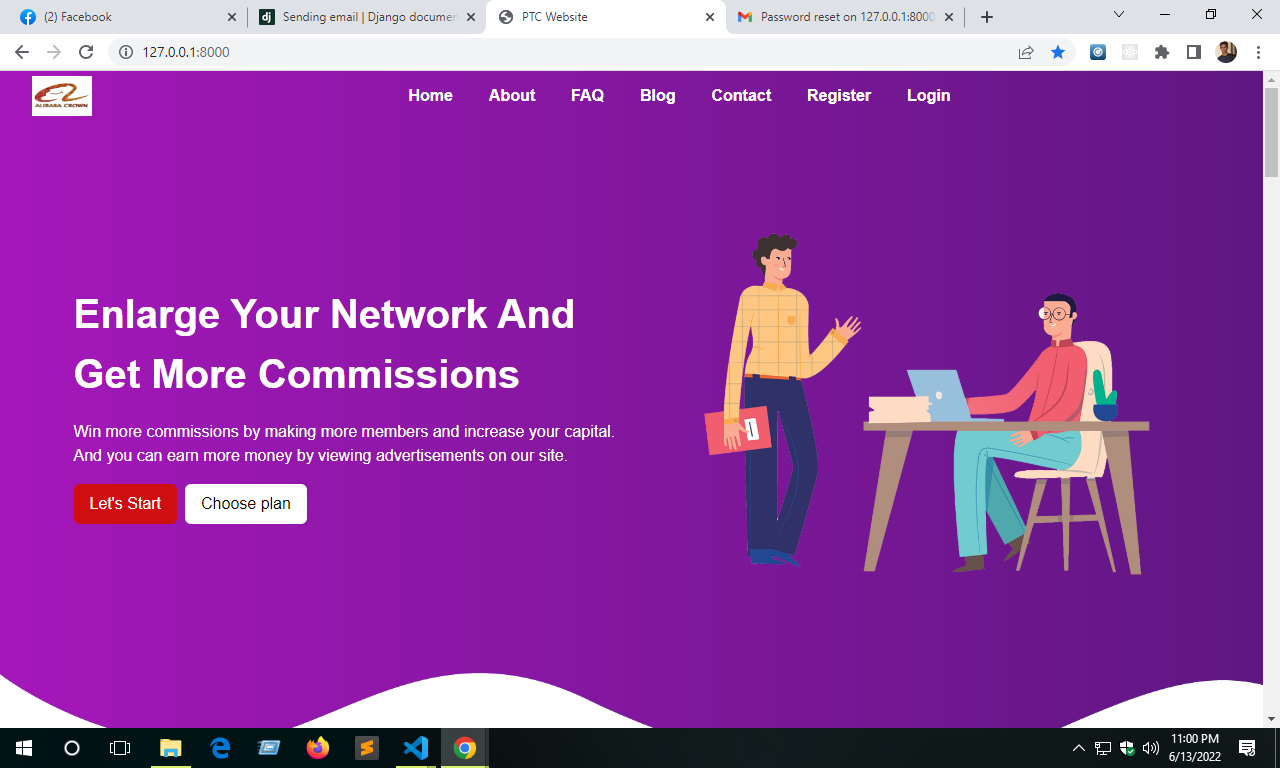 (2) Facebook
Sending email | Django documen
PTC Website
Password reset on 127.0.0.1:8000
127.0.0.1:8000
ALIBABA CROWN
Home About FAQ Blog Contact Register Login
Enlarge Your Network And
Get More Commissions
Win more commissions by making more members and increase your capital.
And you can earn more money by viewing advertisements on our site.
Let's Start Choose plan
11:00 PM
6/13/2022